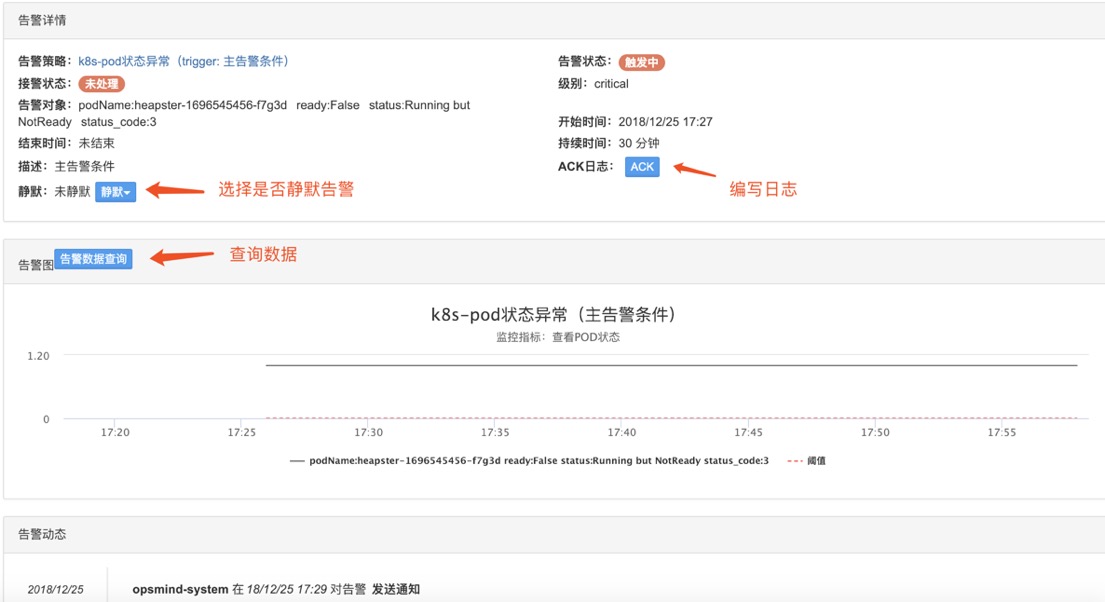 告警详情
告警策略：k8s-pod状态异常（trigger: 主告警条件）
告警状态：触发中
接警状态：未处理
级别：critical
告警对象：podName:heapster-1696545456-f7g3d ready:False status:Running but
NotReady status_code:3
开始时间：2018/12/25 17:27
结束时间：未结束
持续时间：30 分钟
描述：主告警条件
ACK日志：ACK
编写日志
静默：未静默 静默
选择是否静默告警
告警图 告警数据查询
查询数据
k8s-pod状态异常（主告警条件）
监控指标：查看POD状态
1.20
0
17:20 17:25 17:30 17:35 17:40 17:45 17:50 17:55
podName:heapster-1696545456-f7g3d ready:False status:Running but NotReady status_code:3 阈值
告警动态
2018/12/25
opsmind-system 在 18/12/25 17:29 对告警 发送通知